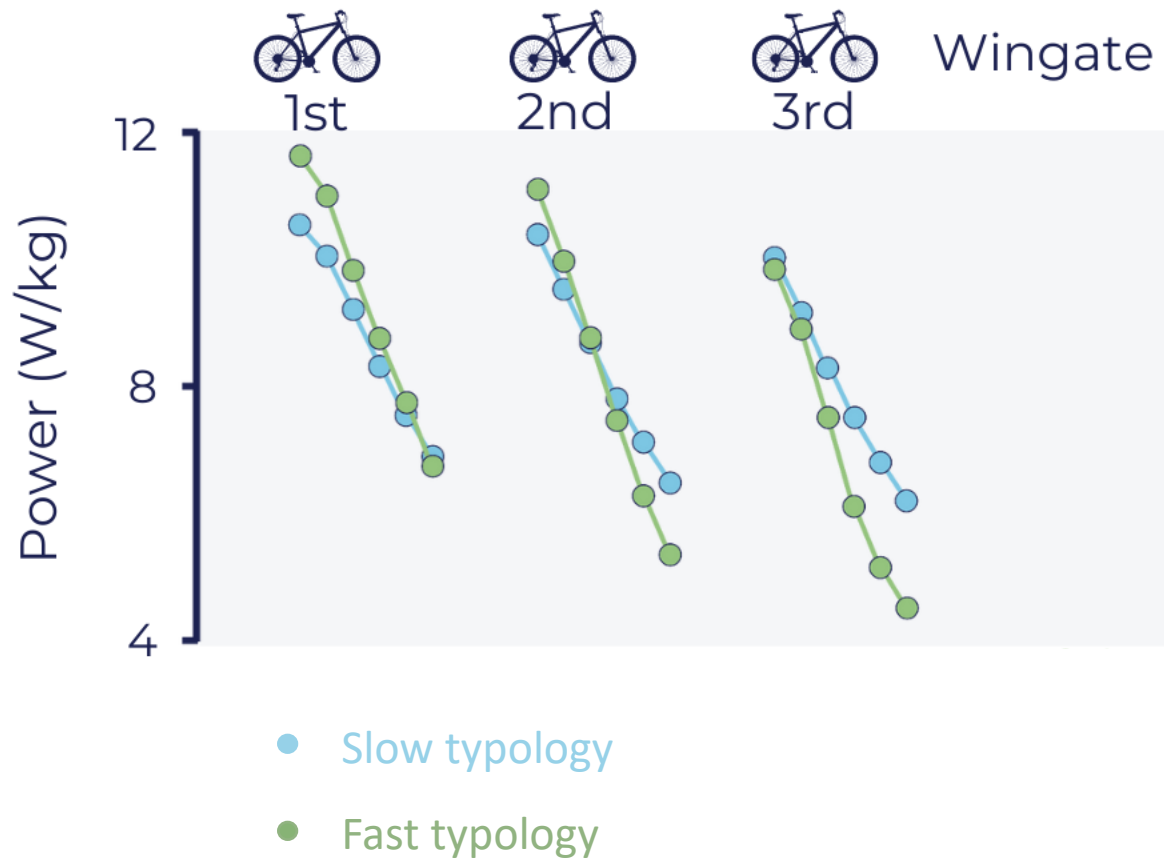 Wingate
1st 2nd 3rd
12
8
4
Power (W/kg)
Slow typology
Fast typology